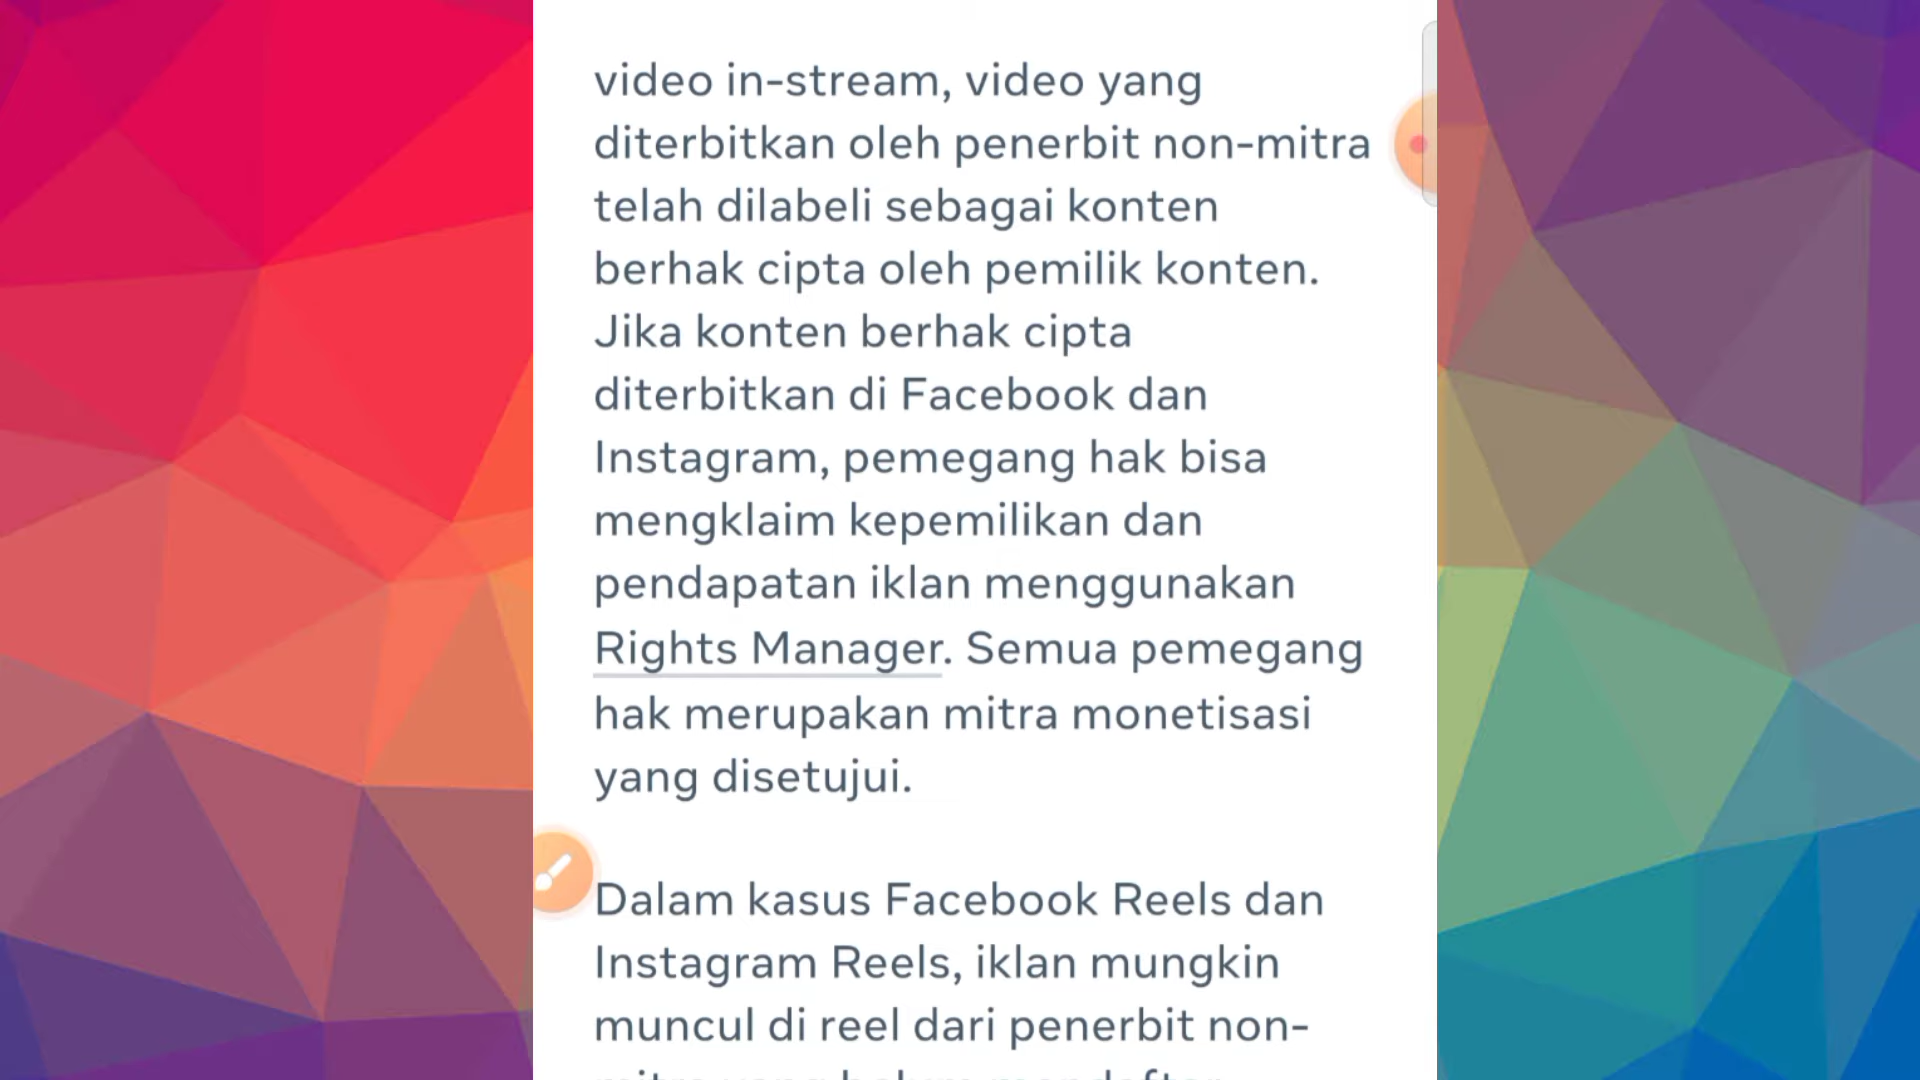 video in-stream, video yang
diterbitkan oleh penerbit non-mitra
telah dilabeli sebagai konten
berhak cipta oleh pemilik konten.
Jika konten berhak cipta
diterbitkan di Facebook dan
Instagram, pemegang hak bisa
mengklaim kepemilikan dan
pendapatan iklan menggunakan
Rights Manager. Semua pemegang
hak merupakan mitra monetisasi
yang disetujui.
Dalam kasus Facebook Reels dan
Instagram Reels, iklan mungkin
muncul di reel dari penerbit non-